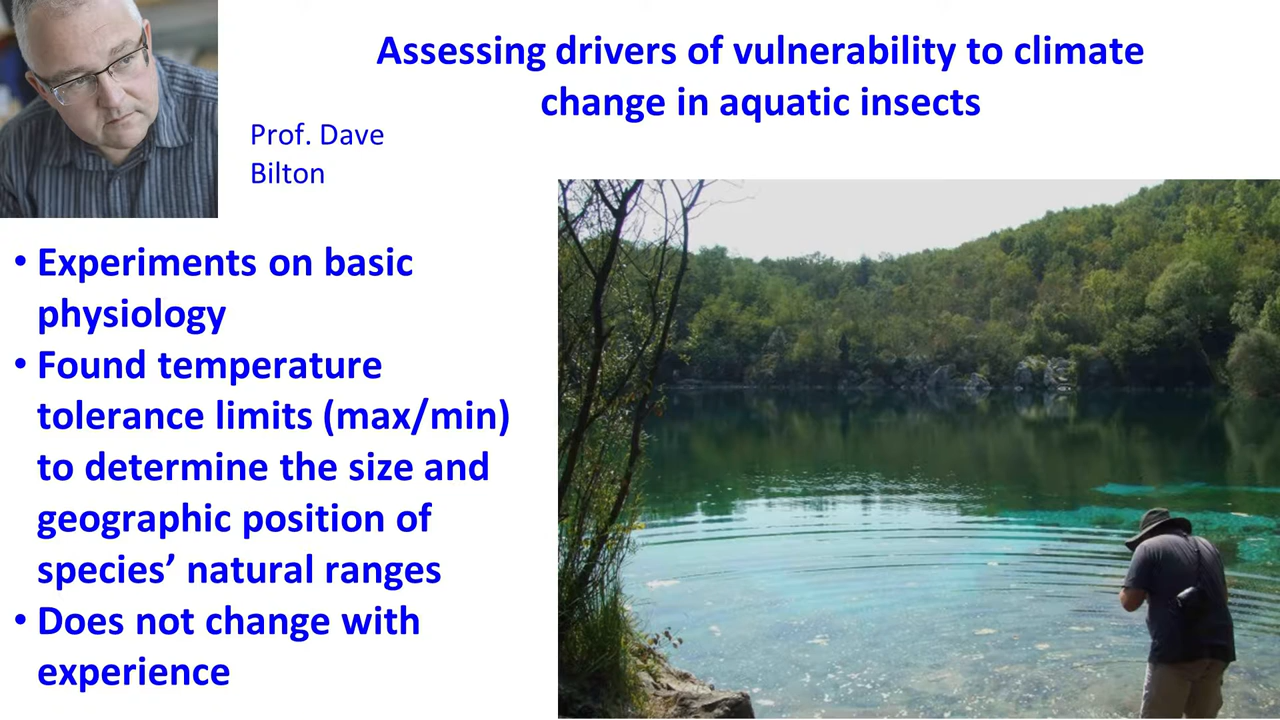 Assessing drivers of vulnerability to climate
change in aquatic insects
Prof. Dave
Bilton
• Experiments on basic
physiology
• Found temperature
tolerance limits (max/min)
to determine the size and
geographic position of
species’ natural ranges
• Does not change with
experience